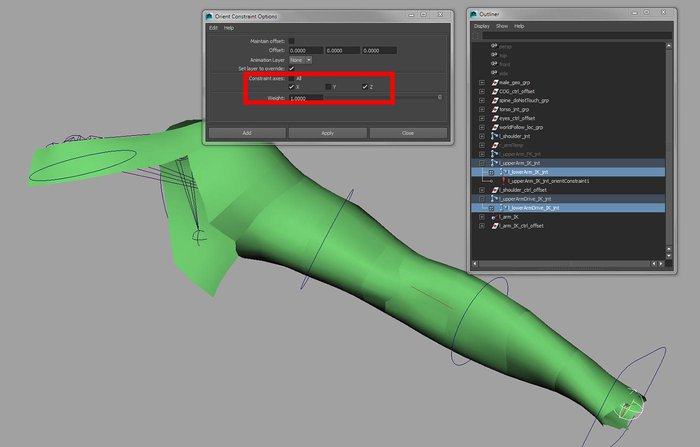 Orient Constraint Options
Edit Help
Maintain offset:
Offset: 0.0000 0.0000 0.0000
Animation Layer None
Set layer to override:
Constraint axes: All
X Y Z
Weight: 1.0000
Add Apply Close
Outliner
Display Show Help
persp
top
front
side
male_geo_grp
COG_ctrl_offset
spine_doNotTouch_grp
torso_jnt_grp
eyes_ctrl_offset
worldFollow_loc_grp
l_shoulder_jnt
l_armTemp
l_upperArm_FK_jnt
l_upperArm_IK_jnt
l_lowerArm_IK_jnt
l_upperArm_IK_jnt_orientConstraint1
l_shoulder_ctrl_offset
l_upperArmDrive_IK_jnt
l_lowerArmDrive_IK_jnt
l_arm_IK
l_arm_IK_ctrl_offset